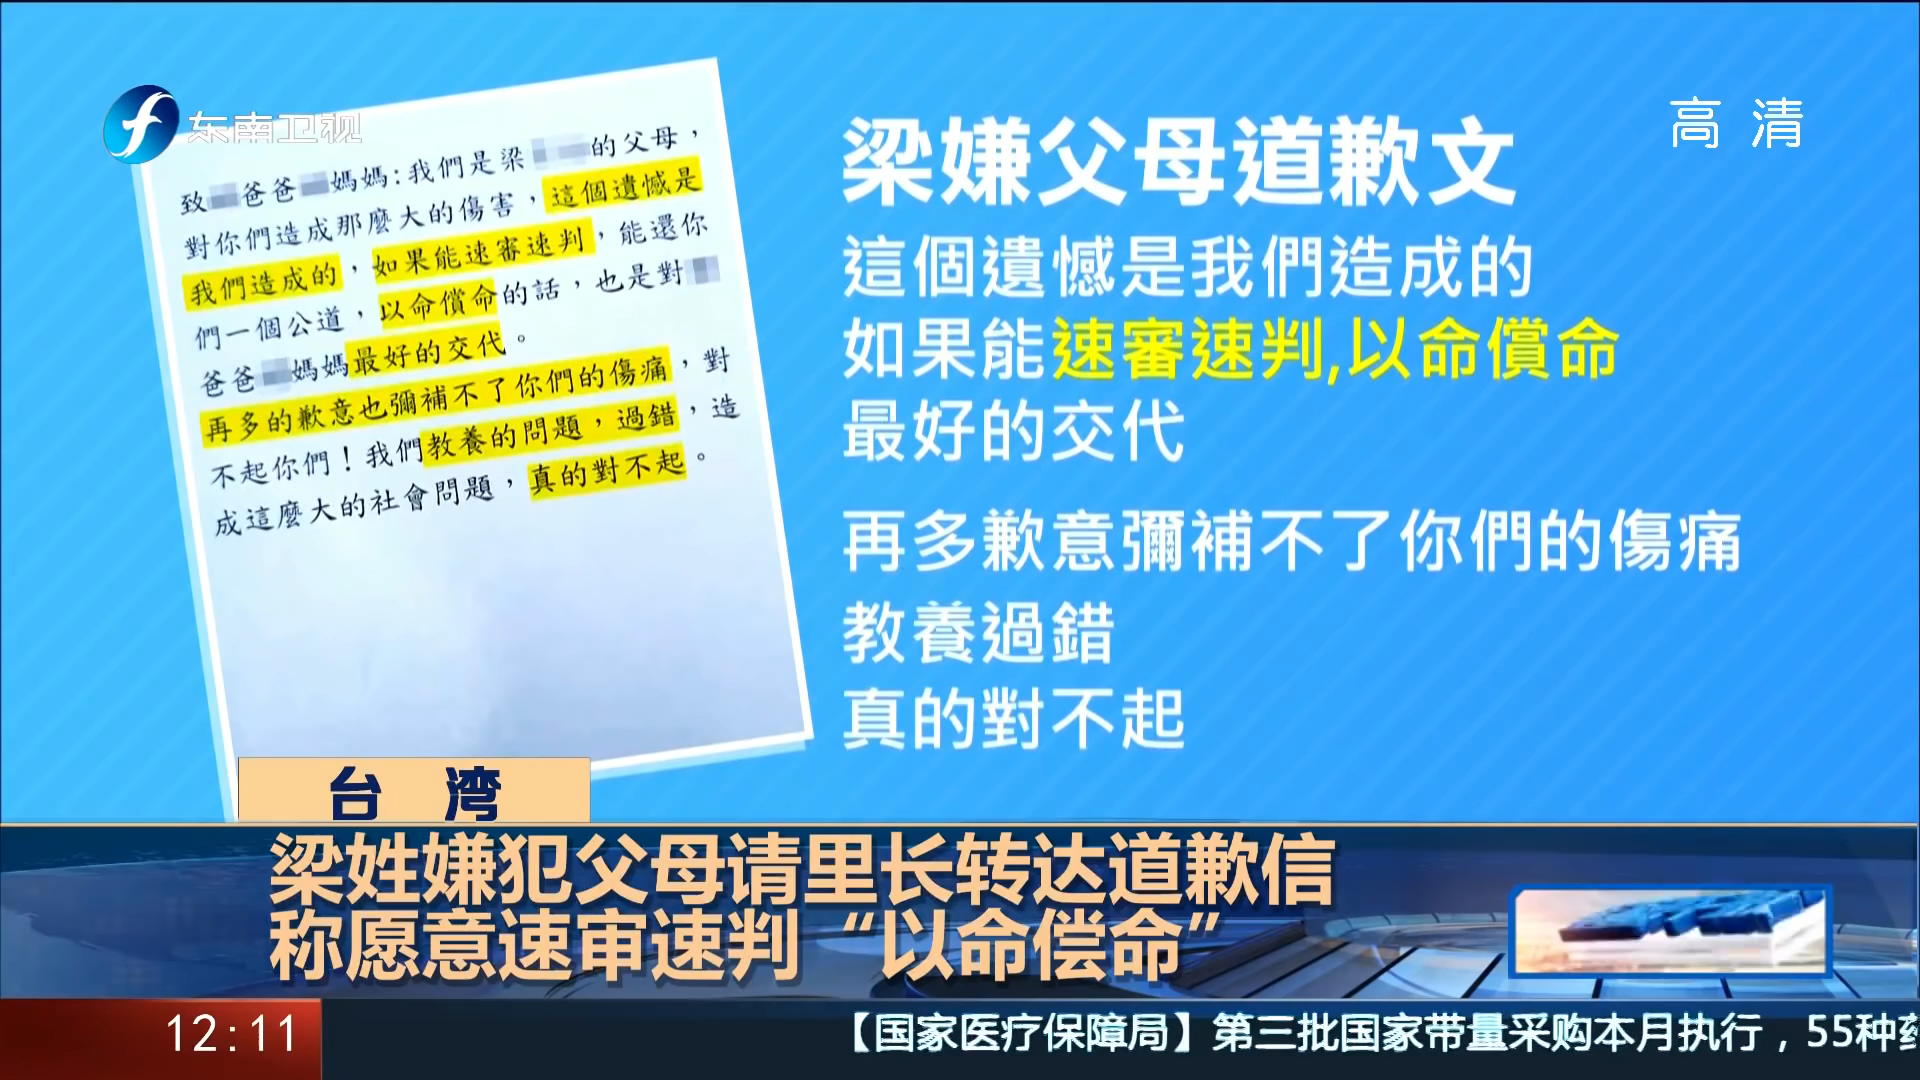 东南卫视
高清
致 爸爸 媽媽:我們是梁 的父母，
對你們造成那麼大的傷害，這個遺憾是
我們造成的，如果能速審速判，能還你
們一個公道，以命償命的話，也是對
爸爸 媽媽最好的交代。
再多的歉意也彌補不了你們的傷痛，對
不起你們！我們教養的問題，過錯，造
成這麼大的社會問題，真的對不起。
梁嫌父母道歉文
這個遺憾是我們造成的
如果能速審速判,以命償命
最好的交代
再多歉意彌補不了你們的傷痛
教養過錯
真的對不起
台湾
梁姓嫌犯父母请里长转达道歉信
称愿意速审速判“以命偿命”
12:11
【国家医疗保障局】第三批国家带量采购本月执行，55种